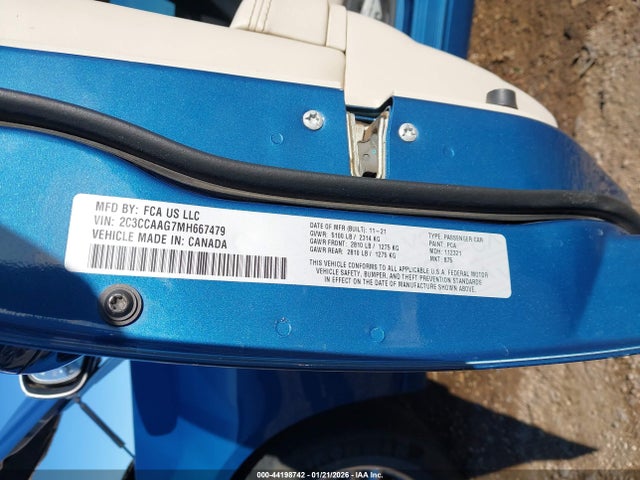 MFD BY: FCA US LLC
VIN: 2C3CCAAG7MH667479
VEHICLE MADE IN: CANADA
DATE OF MFR (BUILT): 11-21
GVWR: 5100 LB / 2314 KG
GAWR FRONT: 2810 LB / 1275 KG
GAWR REAR: 2810 LB / 1275 KG
TYPE: PASSENGER CAR
PAINT: PCA
MDH: 112321
MKT: 875
THIS VEHICLE CONFORMS TO ALL APPLICABLE U.S.A. FEDERAL MOTOR
VEHICLE SAFETY, BUMPER, AND THEFT PREVENTION STANDARDS
IN EFFECT ON THE DATE OF MANUFACTURE SHOWN ABOVE.
000-44198742 | 01/21/2026 | IAA Inc.